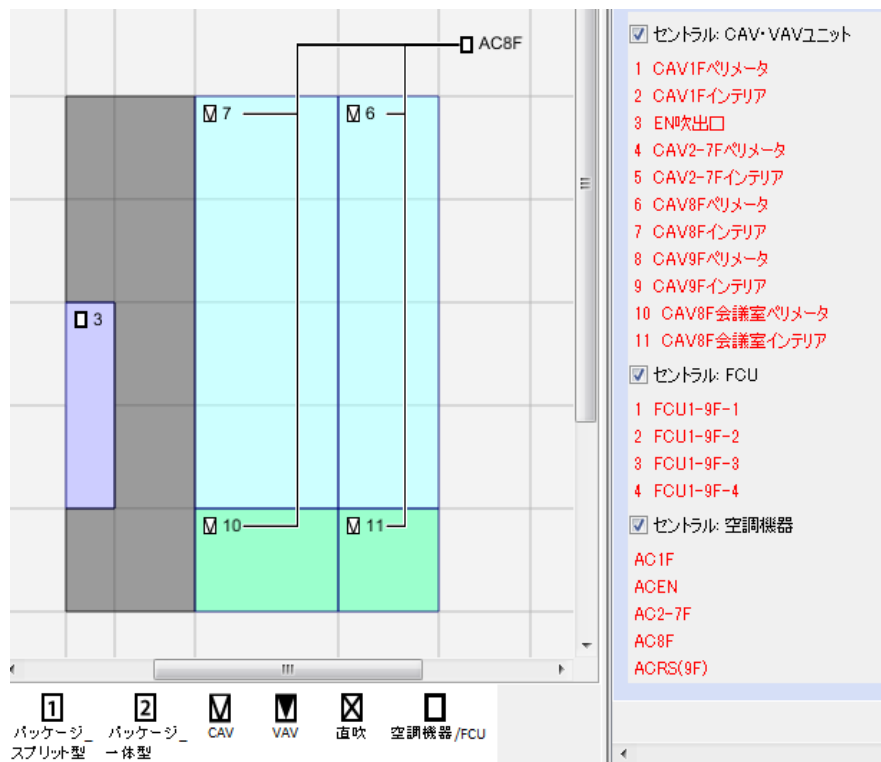 AC8F
7
6
3
10
11
1
パッケージ_
スプリット型
2
パッケージ_
一体型
CAV
VAV
直吹
空調機器/FCU
セントラル: CAV・VAVユニット
1 CAV1Fペリメータ
2 CAV1Fインテリア
3 EN吹出口
4 CAV2-7Fペリメータ
5 CAV2-7Fインテリア
6 CAV8Fペリメータ
7 CAV8Fインテリア
8 CAV9Fペリメータ
9 CAV9Fインテリア
10 CAV8F会議室ペリメータ
11 CAV8F会議室インテリア
セントラル: FCU
1 FCU1-9F-1
2 FCU1-9F-2
3 FCU1-9F-3
4 FCU1-9F-4
セントラル: 空調機器
AC1F
ACEN
AC2-7F
AC8F
ACRS(9F)